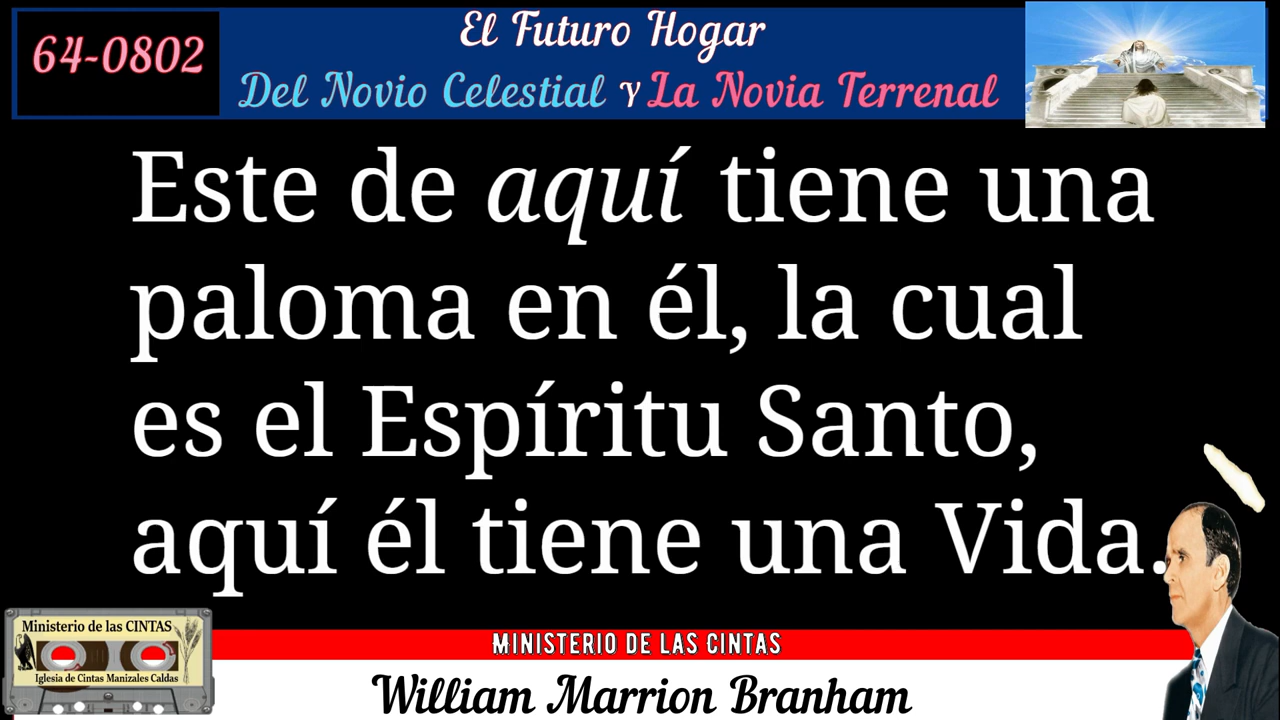 64-0802
El Futuro Hogar
Del Novio Celestial Y La Novia Terrenal
Este de aquí tiene una
paloma en él, la cual
es el Espíritu Santo,
aquí él tiene una Vida.
Ministerio de las CINTAS
Iglesia de Cintas Manizales Caldas
MINISTERIO DE LAS CINTAS
William Marrion Branham